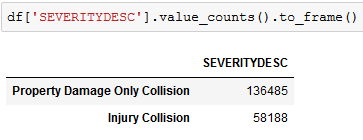 df['SEVERITYDESC'].value_counts().to_frame()
SEVERITYDESC
Property Damage Only Collision 136485
Injury Collision 58188